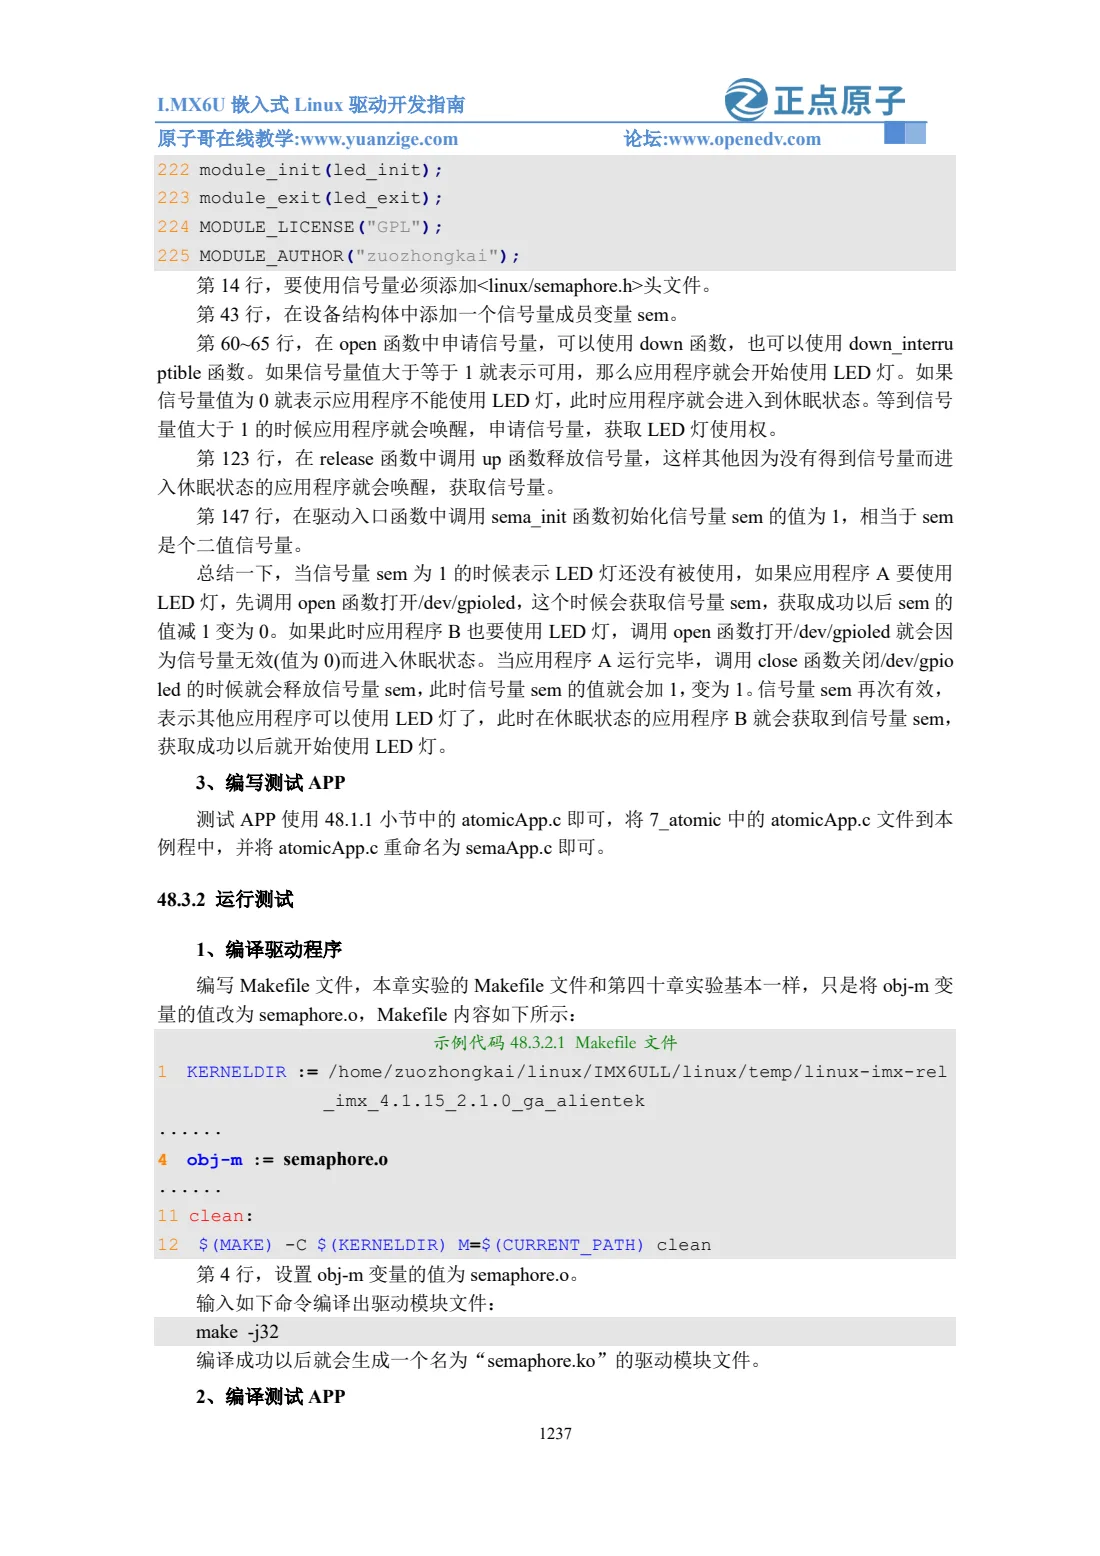 I.MX6U 嵌入式 Linux 驱动开发指南
正点原子
原子哥在线教学:www.yuanzige.com 论坛:www.openedv.com
222 module_init(led_init);
223 module_exit(led_exit);
224 MODULE_LICENSE("GPL");
225 MODULE_AUTHOR("zuozhongkai");
第 14 行，要使用信号量必须添加<linux/semaphore.h>头文件。
第 43 行，在设备结构体中添加一个信号量成员变量 sem。
第 60~65 行，在 open 函数中申请信号量，可以使用 down 函数，也可以使用 down_interru
ptible 函数。如果信号量值大于等于 1 就表示可用，那么应用程序就会开始使用 LED 灯。如果
信号量值为 0 就表示应用程序不能使用 LED 灯，此时应用程序就会进入到休眠状态。等到信号
量值大于 1 的时候应用程序就会唤醒，申请信号量，获取 LED 灯使用权。
第 123 行，在 release 函数中调用 up 函数释放信号量，这样其他因为没有得到信号量而进
入休眠状态的应用程序就会唤醒，获取信号量。
第 147 行，在驱动入口函数中调用 sema_init 函数初始化信号量 sem 的值为 1，相当于 sem
是个二值信号量。
总结一下，当信号量 sem 为 1 的时候表示 LED 灯还没有被使用，如果应用程序 A 要使用
LED 灯，先调用 open 函数打开/dev/gpioled，这个时候会获取信号量 sem，获取成功以后 sem 的
值减 1 变为 0。如果此时应用程序 B 也要使用 LED 灯，调用 open 函数打开/dev/gpioled 就会因
为信号量无效(值为 0)而进入休眠状态。当应用程序 A 运行完毕，调用 close 函数关闭/dev/gpio
led 的时候就会释放信号量 sem，此时信号量 sem 的值就会加 1，变为 1。信号量 sem 再次有效，
表示其他应用程序可以使用 LED 灯了，此时在休眠状态的应用程序 B 就会获取到信号量 sem，
获取成功以后就开始使用 LED 灯。
3、编写测试 APP
测试 APP 使用 48.1.1 小节中的 atomicApp.c 即可，将 7_atomic 中的 atomicApp.c 文件到本
例程中，并将 atomicApp.c 重命名为 semaApp.c 即可。
48.3.2 运行测试
1、编译驱动程序
编写 Makefile 文件，本章实验的 Makefile 文件和第四十章实验基本一样，只是将 obj-m 变
量的值改为 semaphore.o，Makefile 内容如下所示：
示例代码 48.3.2.1 Makefile 文件
1 KERNELDIR := /home/zuozhongkai/linux/IMX6ULL/linux/temp/linux-imx-rel
_imx_4.1.15_2.1.0_ga_alientek
......
4 obj-m := semaphore.o
......
11 clean:
12 $(MAKE) -C $(KERNELDIR) M=$(CURRENT_PATH) clean
第 4 行，设置 obj-m 变量的值为 semaphore.o。
输入如下命令编译出驱动模块文件：
make -j32
编译成功以后就会生成一个名为“semaphore.ko”的驱动模块文件。
2、编译测试 APP
1237